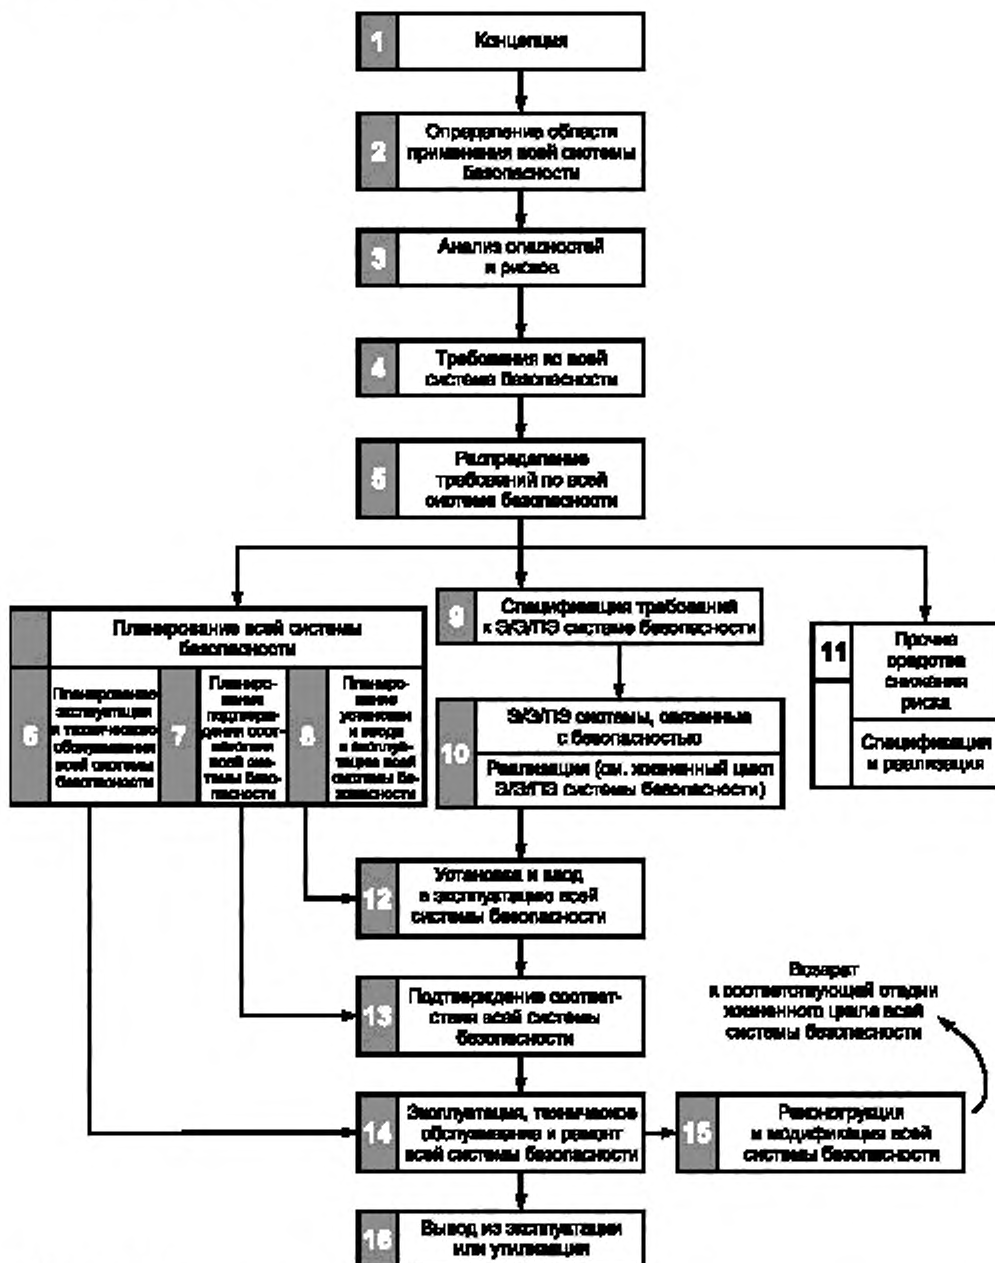 1
Концепция
2
Определение области
применения всей системы
безопасности
3
Анализ опасностей
и рисков
4
Требования ко всей
системе безопасности
5
Распределение
требований по всей
системе безопасности
Планирование всей системы
безопасности
6
Планирование
эксплуатации
и технического
обслуживания
всей системы
безопасности
7
Планиро-
вание
подтверж-
дения соот-
ветствия
всей сис-
темы безо-
пасности
8
Планиро-
вание
установки
и ввода
в эксплуа-
тацию всей
системы бе-
зопасности
9
Спецификация требований
к Э/Э/ПЭ системе безопасности
10
Э/Э/ПЭ системы, связанные
с безопасностью
Реализация (см. жизненный цикл
Э/Э/ПЭ системы безопасности)
11
Прочие
средства
снижения
риска
Спецификация
и реализация
12
Установка и ввод
в эксплуатацию всей
системы безопасности
13
Подтверждение соответ-
ствия всей системы
безопасности
14
Эксплуатация, техническое
обслуживание и ремонт
всей системы безопасности
15
Реконструкция
и модификация всей
системы безопасности
Возврат
к соответствующей стадии
жизненного цикла всей
системы безопасности
16
Вывод из эксплуатации
или утилизация